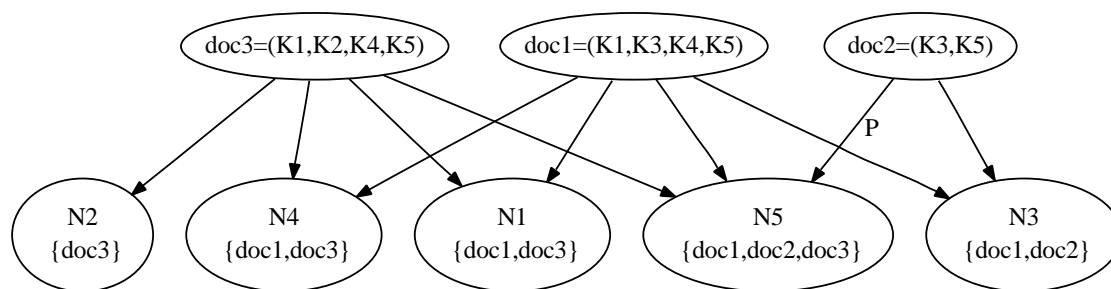 doc3=(K1,K2,K4,K5)
doc1=(K1,K3,K4,K5)
doc2=(K3,K5)
P
N2
{doc3}
N4
{doc1,doc3}
N1
{doc1,doc3}
N5
{doc1,doc2,doc3}
N3
{doc1,doc2}